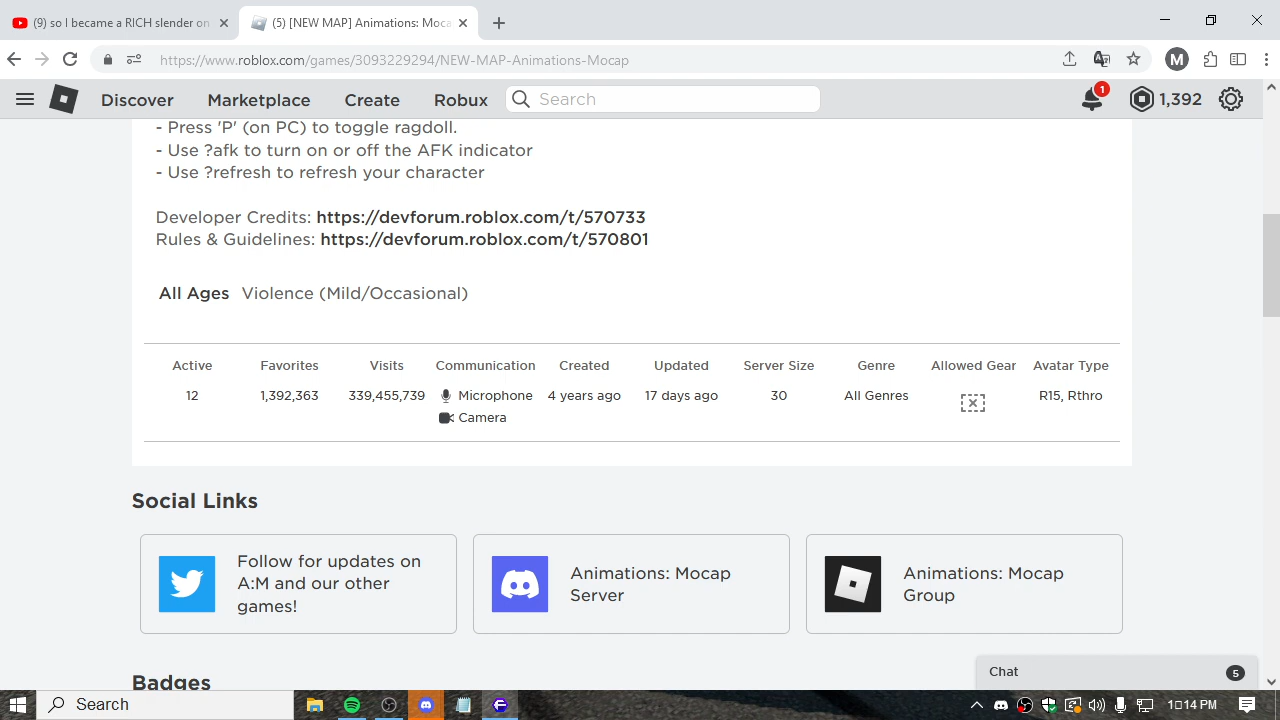 (9) so I became a RICH slender on
(5) [NEW MAP] Animations: Moca
https://www.roblox.com/games/3093229294/NEW-MAP-Animations-Mocap
M
Discover Marketplace Create Robux Search 1 1,392
- Press 'P' (on PC) to toggle ragdoll.
- Use ?afk to turn on or off the AFK indicator
- Use ?refresh to refresh your character
Developer Credits: https://devforum.roblox.com/t/570733
Rules & Guidelines: https://devforum.roblox.com/t/570801
All Ages Violence (Mild/Occasional)
Active Favorites Visits Communication Created Updated Server Size Genre Allowed Gear Avatar Type
12 1,392,363 339,455,739 Microphone 4 years ago 17 days ago 30 All Genres R15, Rthro
Camera
Social Links
Follow for updates on
A:M and our other
games!
Animations: Mocap
Server
Animations: Mocap
Group
Badges
Chat 5
Search
1:14 PM